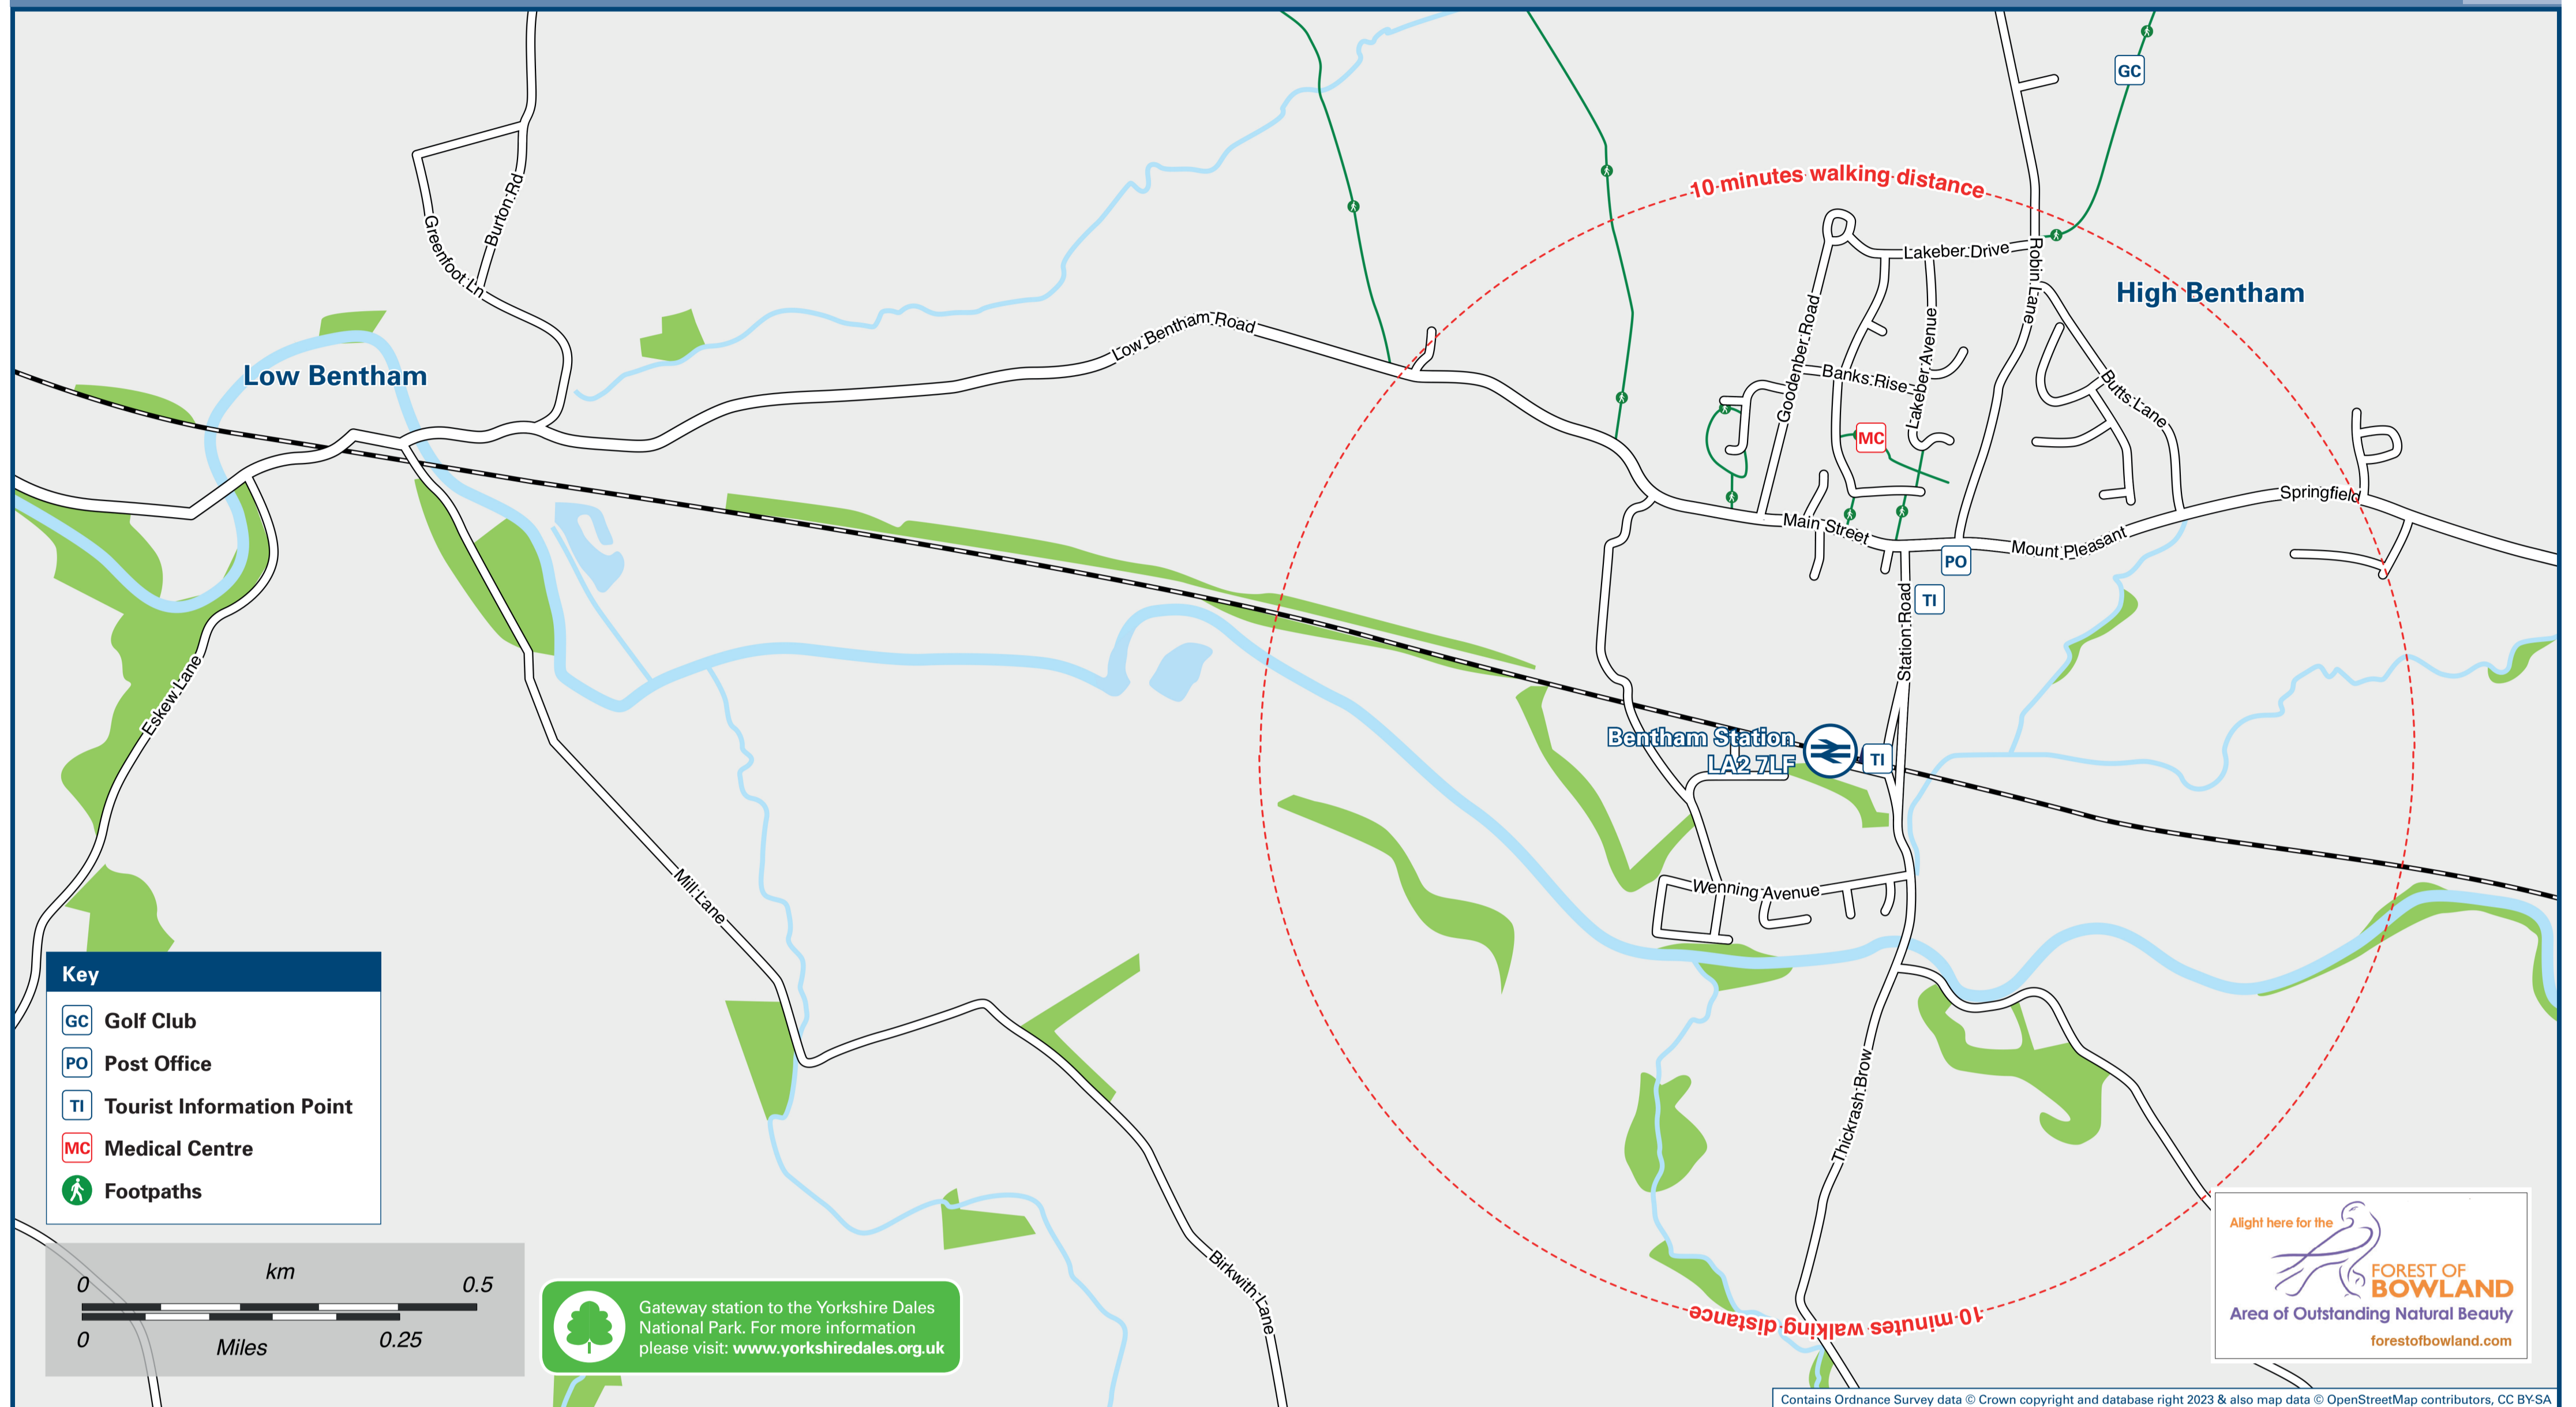 GC
10 minutes walking distance
Burton Rd
Greenfoot Ln
Lakeber Drive
Robin Lane
High Bentham
Low Bentham Road
Goodenber Road
Lakeber Avenue
Banks Rise
Butts Lane
Low Bentham
MC
Springfield
Main Street
Mount Pleasant
PO
TI
Station Road
Eskew Lane
Bentham Station
LA2 7LF
TI
Mill Lane
Wenning Avenue
Thickrash Brow
Birkwith Lane
10 minutes walking distance
Key
GC Golf Club
PO Post Office
TI Tourist Information Point
MC Medical Centre
Footpaths
km
0 0.5
0 0.25
Miles
Gateway station to the Yorkshire Dales
National Park. For more information
please visit: www.yorkshiredales.org.uk
Alight here for the
FOREST OF
BOWLAND
Area of Outstanding Natural Beauty
forestofbowland.com
Contains Ordnance Survey data © Crown copyright and database right 2023 & also map data © OpenStreetMap contributors, CC BY-SA